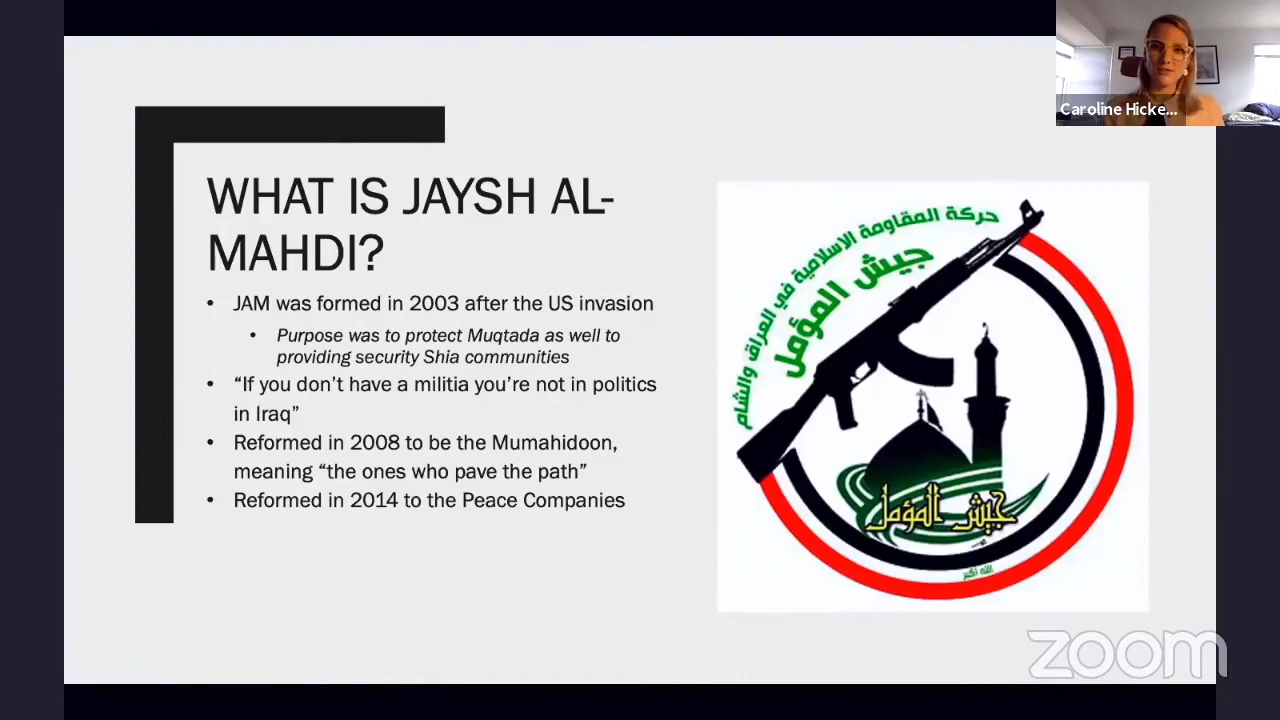 Caroline Hicke...
WHAT IS JAYSH AL-
MAHDI?
• JAM was formed in 2003 after the US invasion
• Purpose was to protect Muqtada as well to
providing security Shia communities
• “If you don’t have a militia you’re not in politics
in Iraq”
• Reformed in 2008 to be the Mumahidoon,
meaning “the ones who pave the path”
• Reformed in 2014 to the Peace Companies
حركة المقاومة الإسلامية في العراق والشام
جيش المؤمل
جيش المؤمل
الله أكبر
zoom